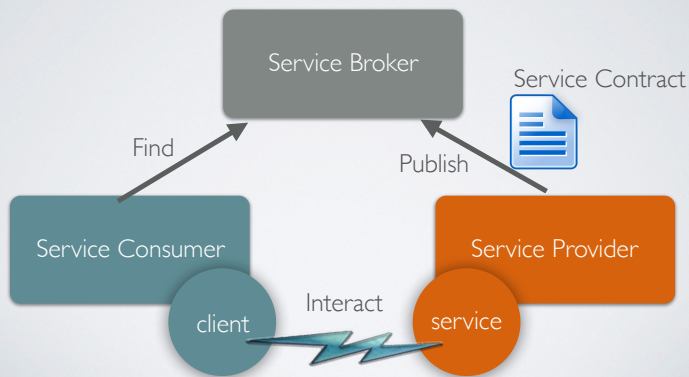 Service Broker
Service Contract
Find
Publish
Service Consumer
Service Provider
Interact
client
service